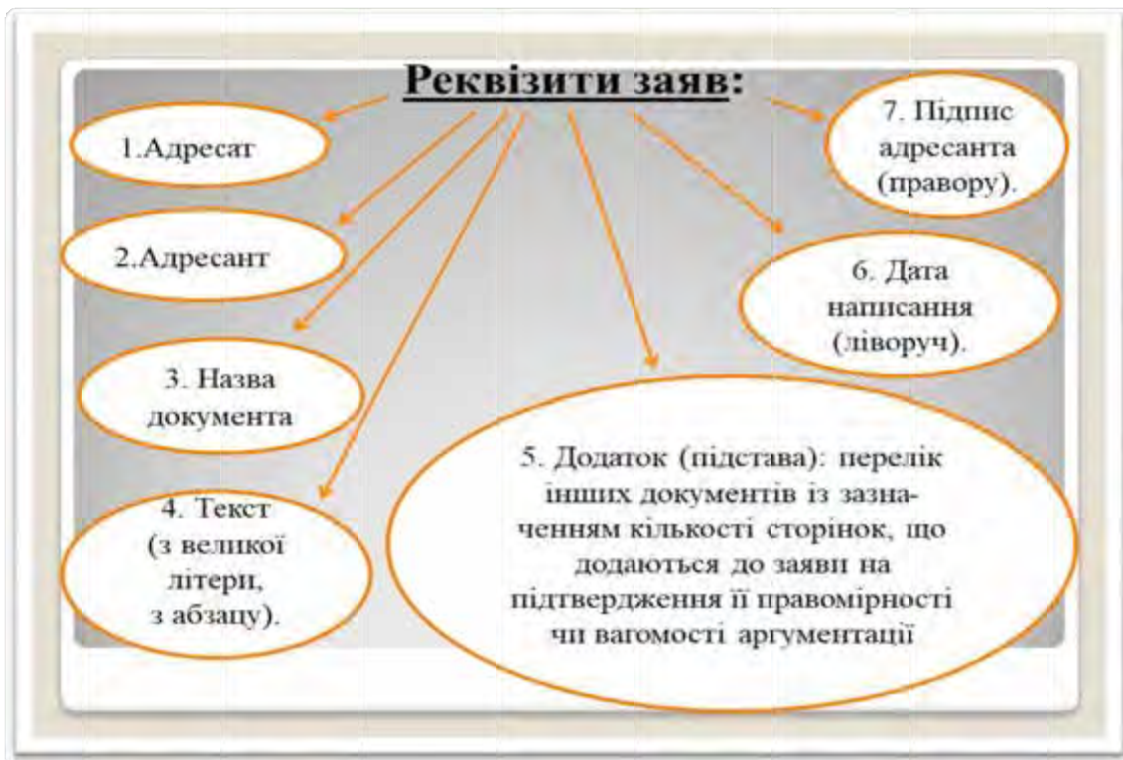 Реквізити заяв:
1.Адресат
2.Адресант
3. Назва
документа
4. Текст
(з великої
літери,
з абзацу).
5. Додаток (підстава): перелік
інших документів із зазна-
ченням кількості сторінок, що
додаються до заяви на
підтвердження її правомірності
чи вагомості аргументації
6. Дата
написання
(ліворуч).
7. Підпис
адресанта
(правору).